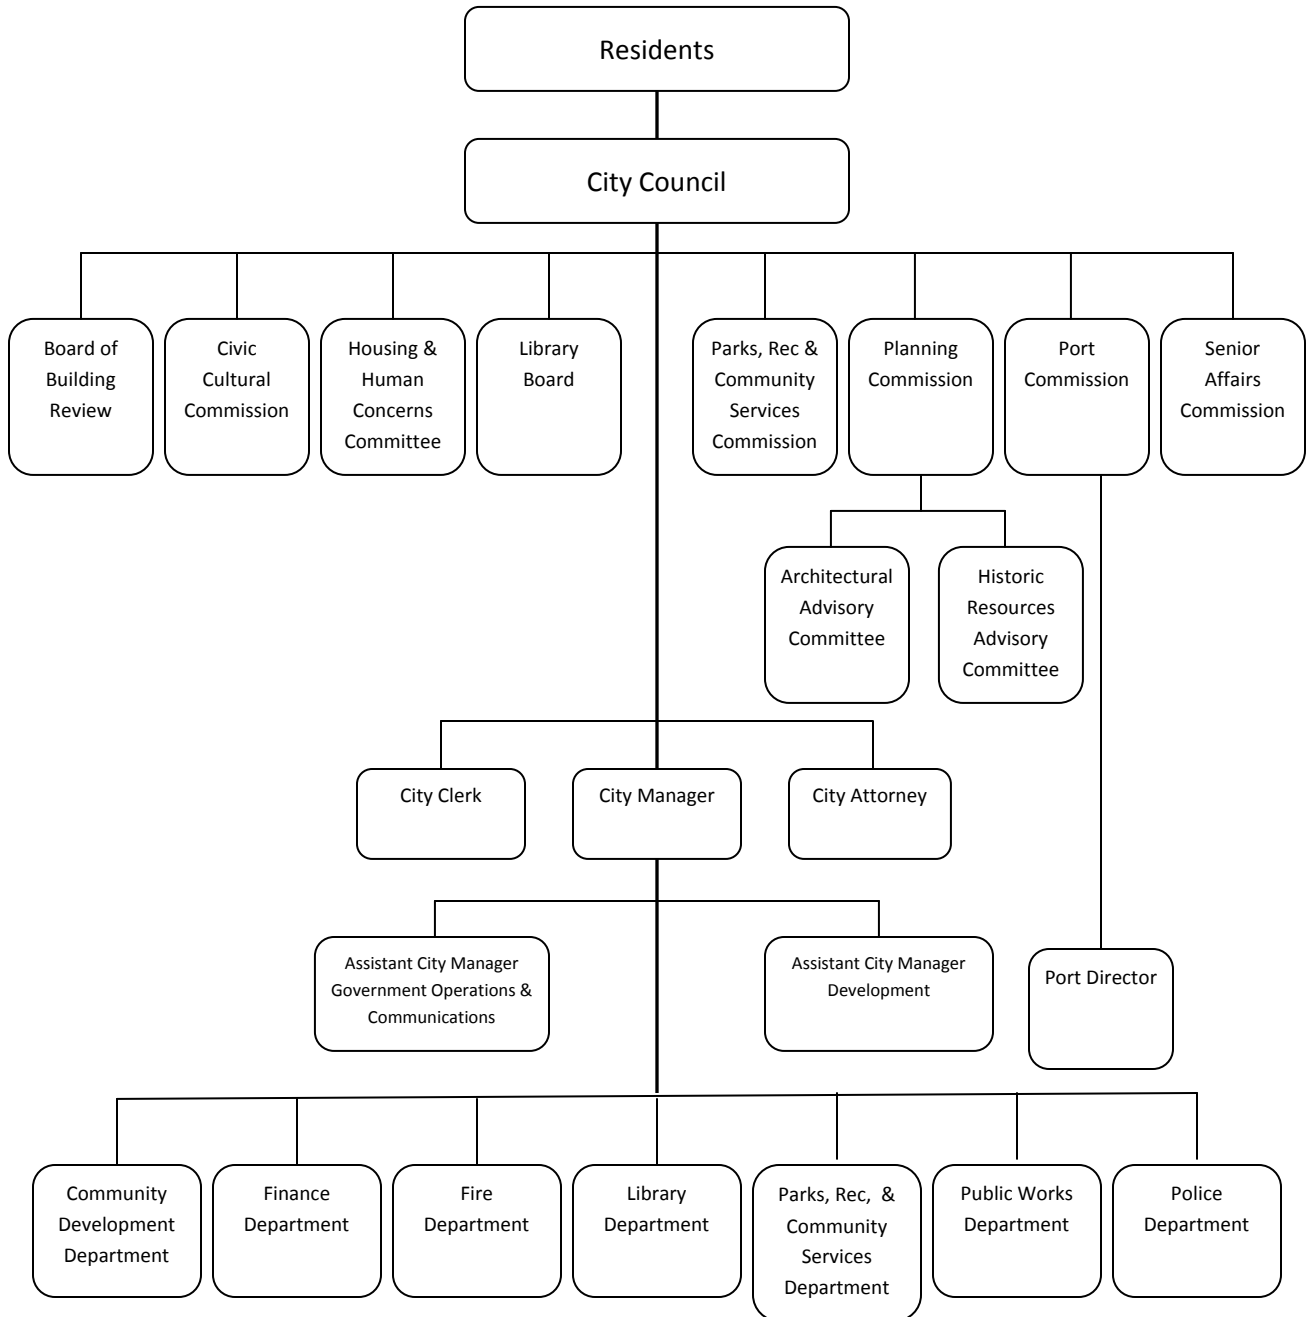 Residents
City Council
Board of
Building
Review
Civic
Cultural
Commission
Housing &
Human
Concerns
Committee
Library
Board
Parks, Rec &
Community
Services
Commission
Planning
Commission
Port
Commission
Senior
Affairs
Commission
Architectural
Advisory
Committee
Historic
Resources
Advisory
Committee
City Clerk
City Manager
City Attorney
Assistant City Manager
Government Operations &
Communications
Assistant City Manager
Development
Port Director
Community
Development
Department
Finance
Department
Fire
Department
Library
Department
Parks, Rec, &
Community
Services
Department
Public Works
Department
Police
Department